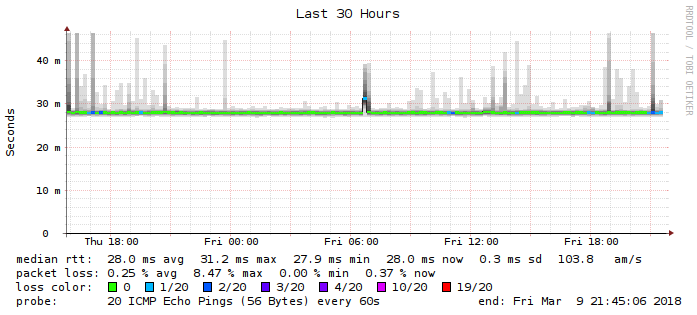 Last 30 Hours
RRDTOOL / TOBI OETIKER
Seconds
40 m
30 m
20 m
10 m
0
Thu 18:00 Fri 00:00 Fri 06:00 Fri 12:00 Fri 18:00
median rtt: 28.0 ms avg 31.2 ms max 27.9 ms min 28.0 ms now 0.3 ms sd 103.8 am/s
packet loss: 0.25 % avg 8.47 % max 0.00 % min 0.37 % now
loss color: 0 1/20 2/20 3/20 4/20 10/20 19/20
probe: 20 ICMP Echo Pings (56 Bytes) every 60s end: Fri Mar 9 21:45:06 2018